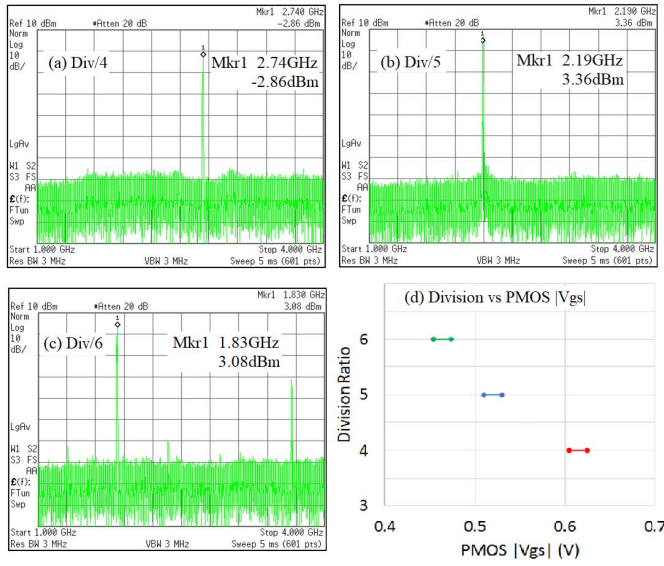 Mkr1 2.740 GHz
Ref 10 dBm *Atten 20 dB -2.86 dBm
Norm
Log
10
dB/
1
(a) Div/4
Mkr1 2.74GHz
-2.86dBm
LgAv
W1 S2
S3 FS
AA
£(f):
FTun
Swp
Start 1.000 GHz Stop 4.000 GHz
Res BW 3 MHz VBW 3 MHz Sweep 5 ms (601 pts)
Mkr1 2.190 GHz
Ref 10 dBm *Atten 20 dB 3.36 dBm
Norm
Log
10
dB/
1
(b) Div/5
Mkr1 2.19GHz
3.36dBm
LgAv
W1 S2
S3 FS
AA
£(f):
FTun
Swp
Start 1.000 GHz Stop 4.000 GHz
Res BW 3 MHz VBW 3 MHz Sweep 5 ms (601 pts)
Mkr1 1.830 GHz
Ref 10 dBm *Atten 20 dB 3.08 dBm
Norm
Log
10
dB/
1
(c) Div/6
Mkr1 1.83GHz
3.08dBm
LgAv
W1 S2
S3 FS
AA
£(f):
FTun
Swp
Start 1.000 GHz Stop 4.000 GHz
Res BW 3 MHz VBW 3 MHz Sweep 5 ms (601 pts)
(d) Division vs PMOS |Vgs|
Division Ratio
6
5
4
3
0.4 0.5 0.6 0.7
PMOS |Vgs| (V)